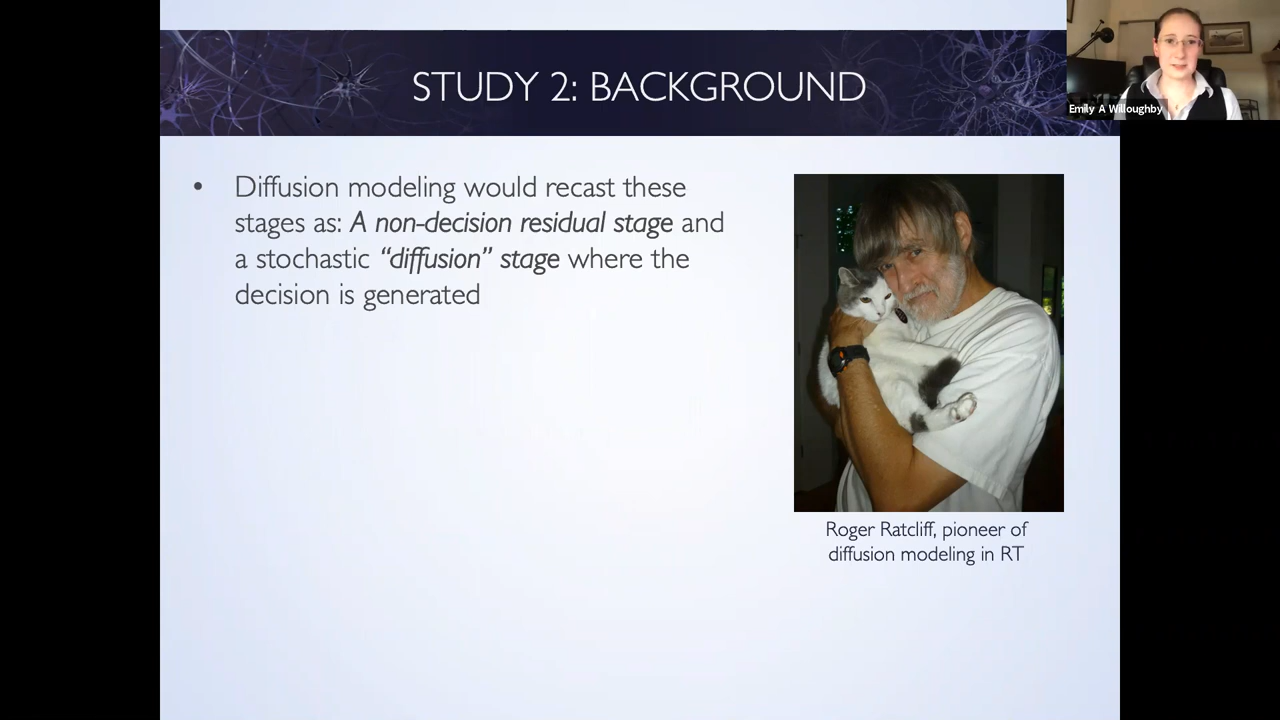 STUDY 2: BACKGROUND
Emily A Willoughby
• Diffusion modeling would recast these
stages as: A non-decision residual stage and
a stochastic “diffusion” stage where the
decision is generated
Roger Ratcliff, pioneer of
diffusion modeling in RT